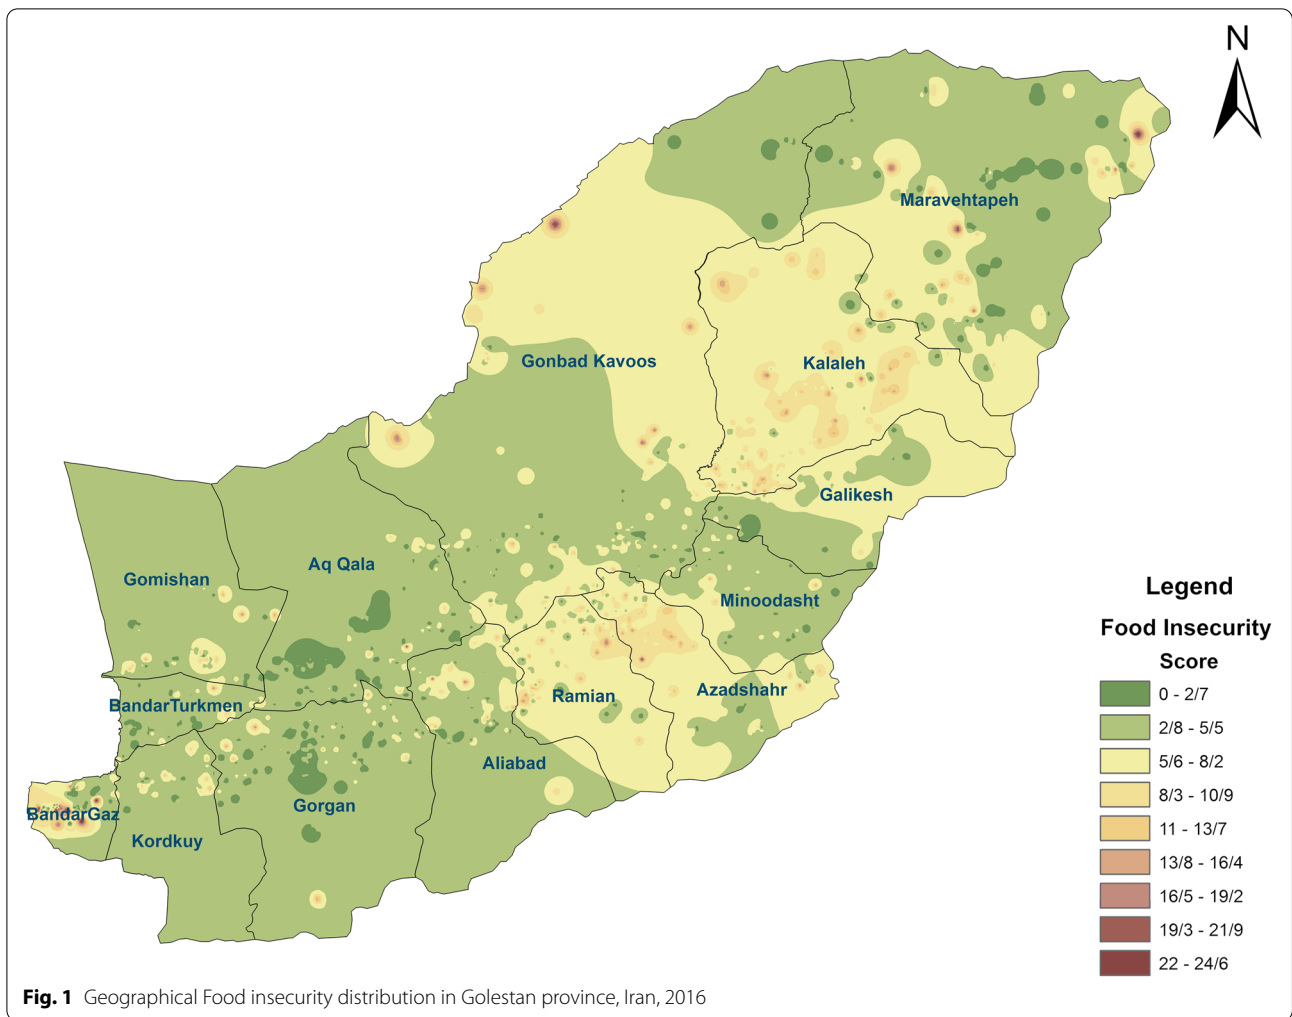 N
Maravehtapeh
Gonbad Kavoos
Kalaleh
Galikesh
Gomishan
Aq Qala
Minoodasht
Ramian
Azadshahr
BandarTurkmen
Aliabad
BandarGaz
Gorgan
Kordkuy
Legend
Food Insecurity
Score
0 - 2/7
2/8 - 5/5
5/6 - 8/2
8/3 - 10/9
11 - 13/7
13/8 - 16/4
16/5 - 19/2
19/3 - 21/9
22 - 24/6
Fig. 1 Geographical Food insecurity distribution in Golestan province, Iran, 2016